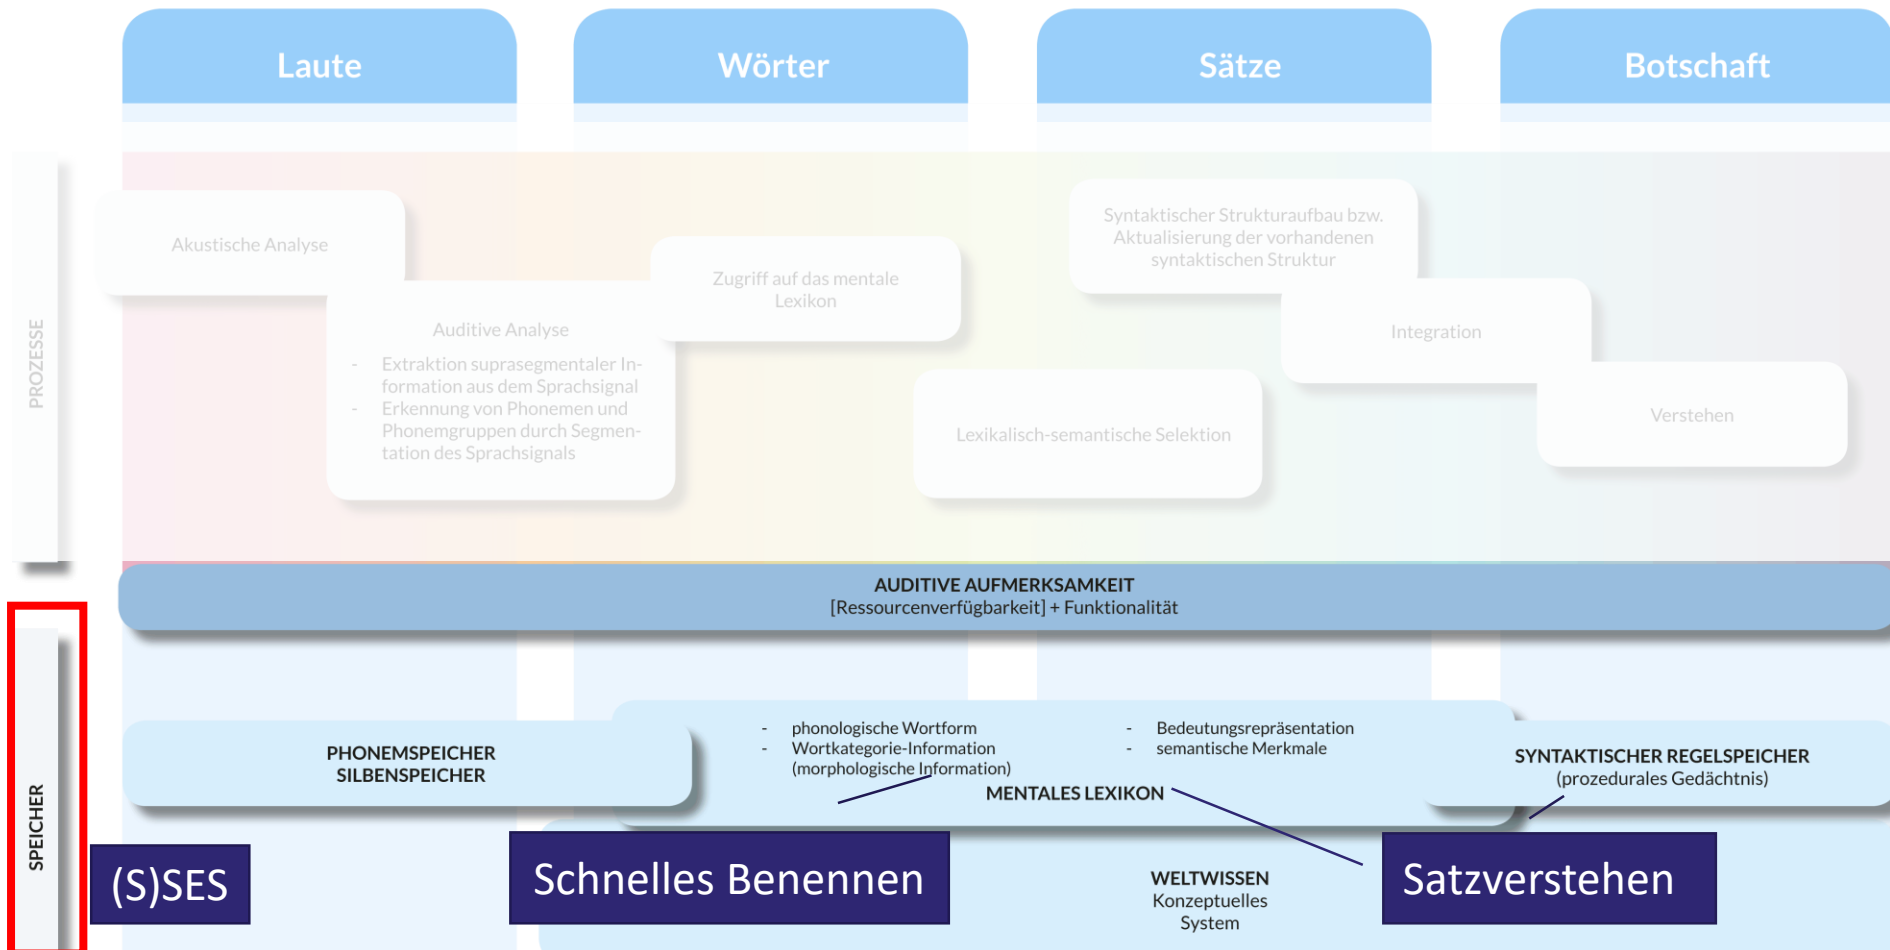 Laute
Wörter
Sätze
Botschaft
PROZESSE
Akustische Analyse
Auditive Analyse
- Extraktion suprasegmentaler In-
formation aus dem Sprachsignal
- Erkennung von Phonemen und
Phonemgruppen durch Segmen-
tation des Sprachsignals
Zugriff auf das mentale
Lexikon
Lexikalisch-semantische Selektion
Syntaktischer Strukturaufbau bzw.
Aktualisierung der vorhandenen
syntaktischen Struktur
Integration
Verstehen
AUDITIVE AUFMERKSAMKEIT
[Ressourcenverfügbarkeit] + Funktionalität
SPEICHER
PHONEMSPEICHER
SILBENSPEICHER
- phonologische Wortform
- Wortkategorie-Information
(morphologische Information)
- Bedeutungsrepräsentation
- semantische Merkmale
MENTALES LEXIKON
SYNTAKTISCHER REGELSPEICHER
(prozedurales Gedächtnis)
(S)SES
Schnelles Benennen
WELTWISSEN
Konzeptuelles
System
Satzverstehen